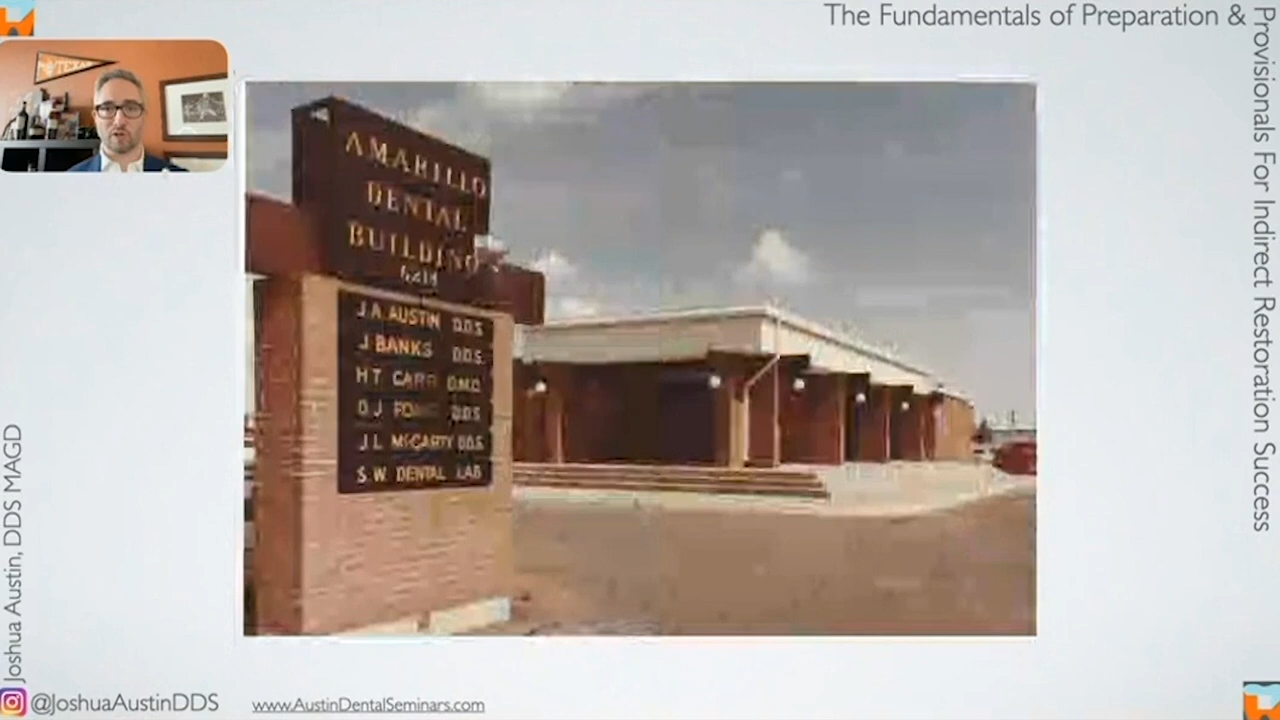 The Fundamentals of Preparation &
Provisionals For Indirect Restoration Success
TEXAS
AMARILLO
DENTAL
BUILDING
J.A. AUSTIN D.D.S.
J. BANKS D.D.S.
H.T. CARR D.M.D.
D.J. D.D.S.
J.L. McCARTY D.D.S.
S.W. DENTAL LAB
Joshua Austin, DDS MAGD
@JoshuaAustinDDS
www.AustinDentalSeminars.com